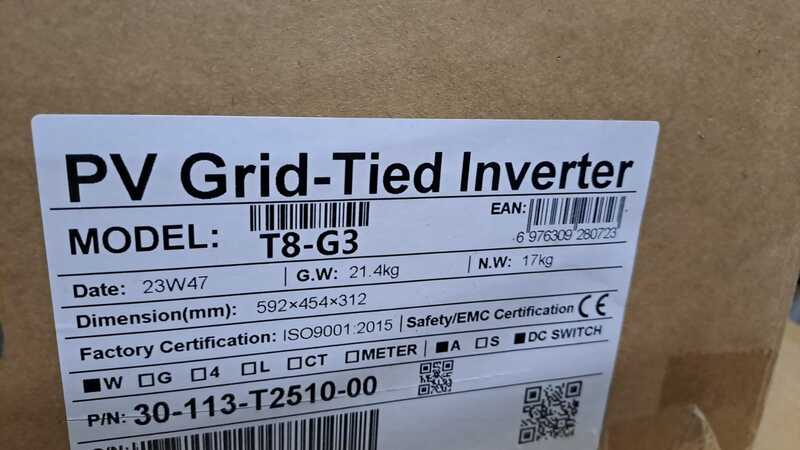 PV Grid-Tied Inverter
MODEL: T8-G3 EAN: 6 976309 280723
Date: 23W47 G.W: 21.4kg N.W: 17kg
Dimension(mm): 592×454×312
Factory Certification: ISO9001:2015 Safety/EMC Certification CE
■W □G □4 □L □CT □METER ■A □S ■DC SWITCH
P/N: 30-113-T2510-00